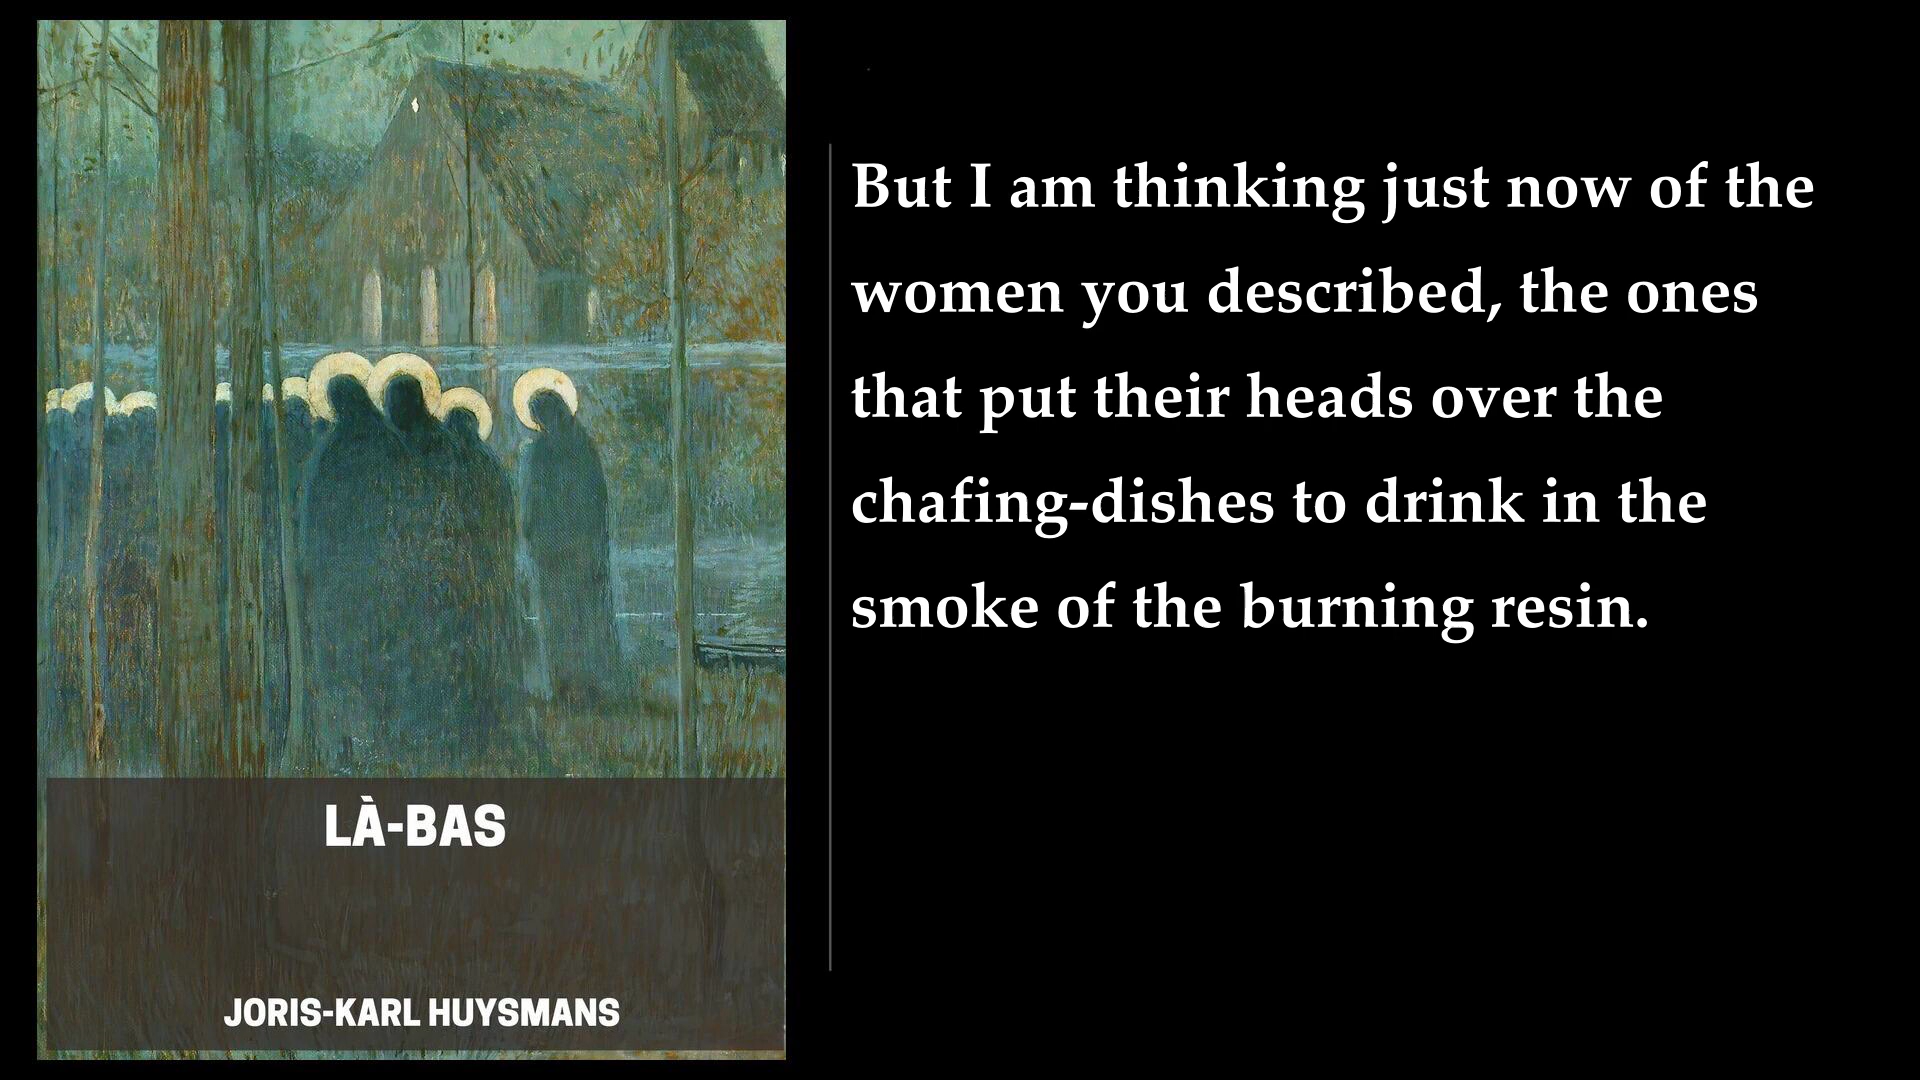 LÀ-BAS
JORIS-KARL HUYSMANS
But I am thinking just now of the
women you described, the ones
that put their heads over the
chafing-dishes to drink in the
smoke of the burning resin.